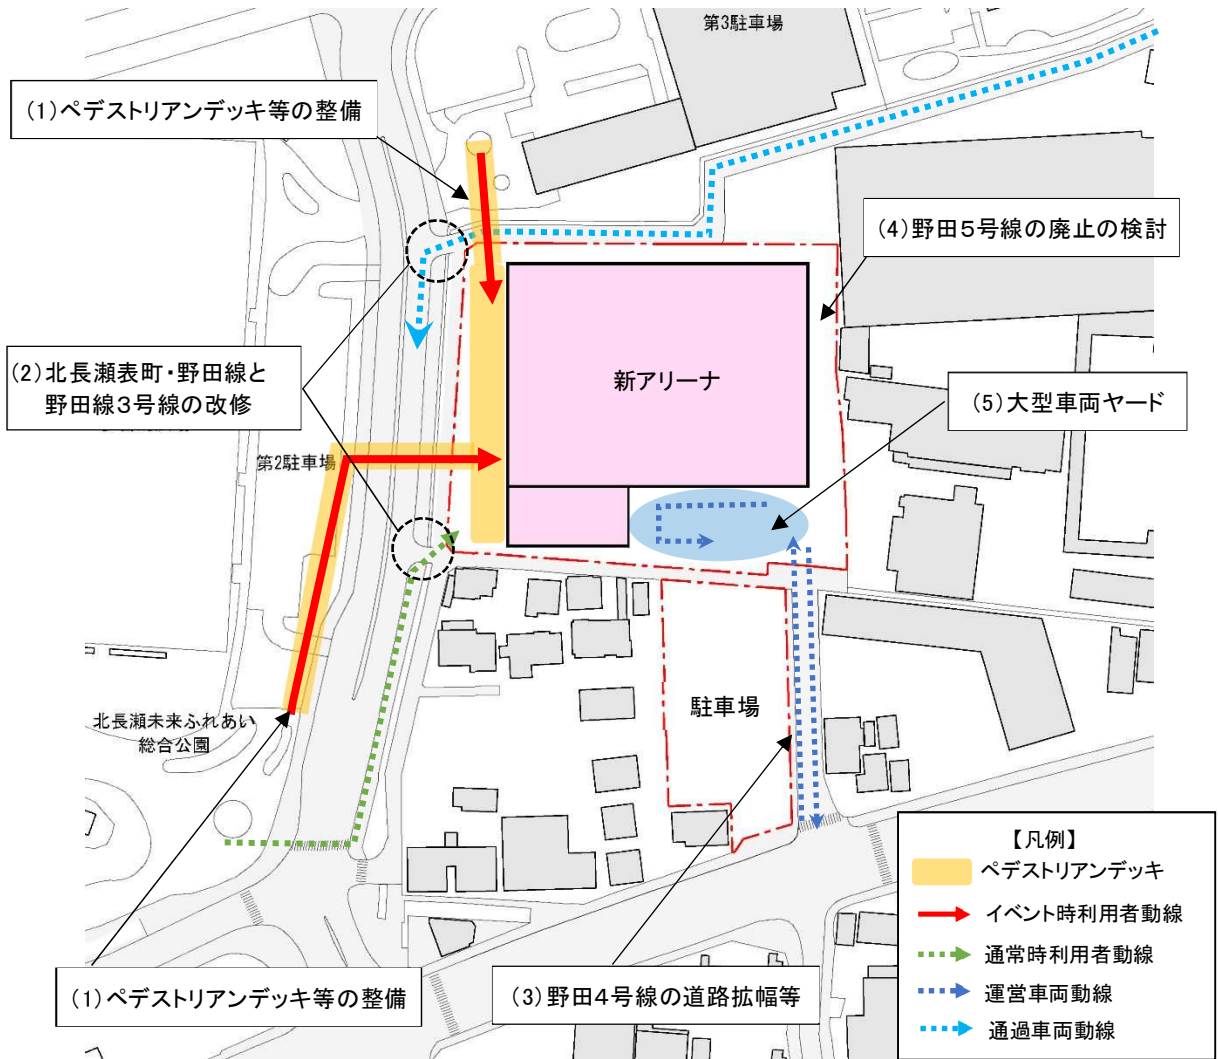 第3駐車場
(1)ペデストリアンデッキ等の整備
(4)野田5号線の廃止の検討
(2)北長瀬表町・野田線と
野田線3号線の改修
新アリーナ
(5)大型車両ヤード
第2駐車場
駐車場
北長瀬未来ふれあい
総合公園
(1)ペデストリアンデッキ等の整備
(3)野田4号線の道路拡幅等
【凡例】
ペデストリアンデッキ
イベント時利用者動線
通常時利用者動線
運営車両動線
通過車両動線